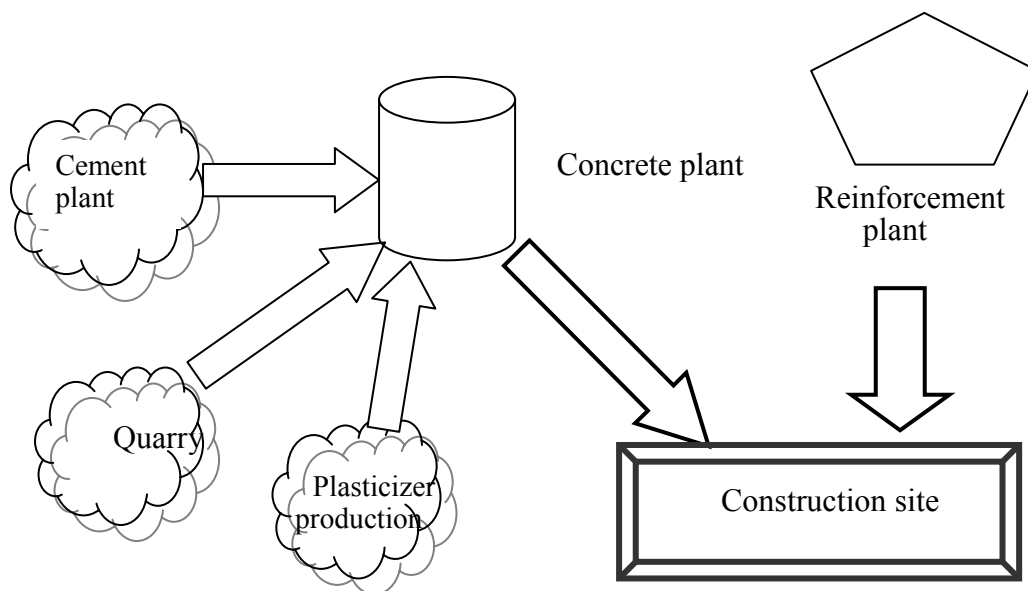 Cement
plant
Concrete plant
Reinforcement
plant
Quarry
Plasticizer
production
Construction site